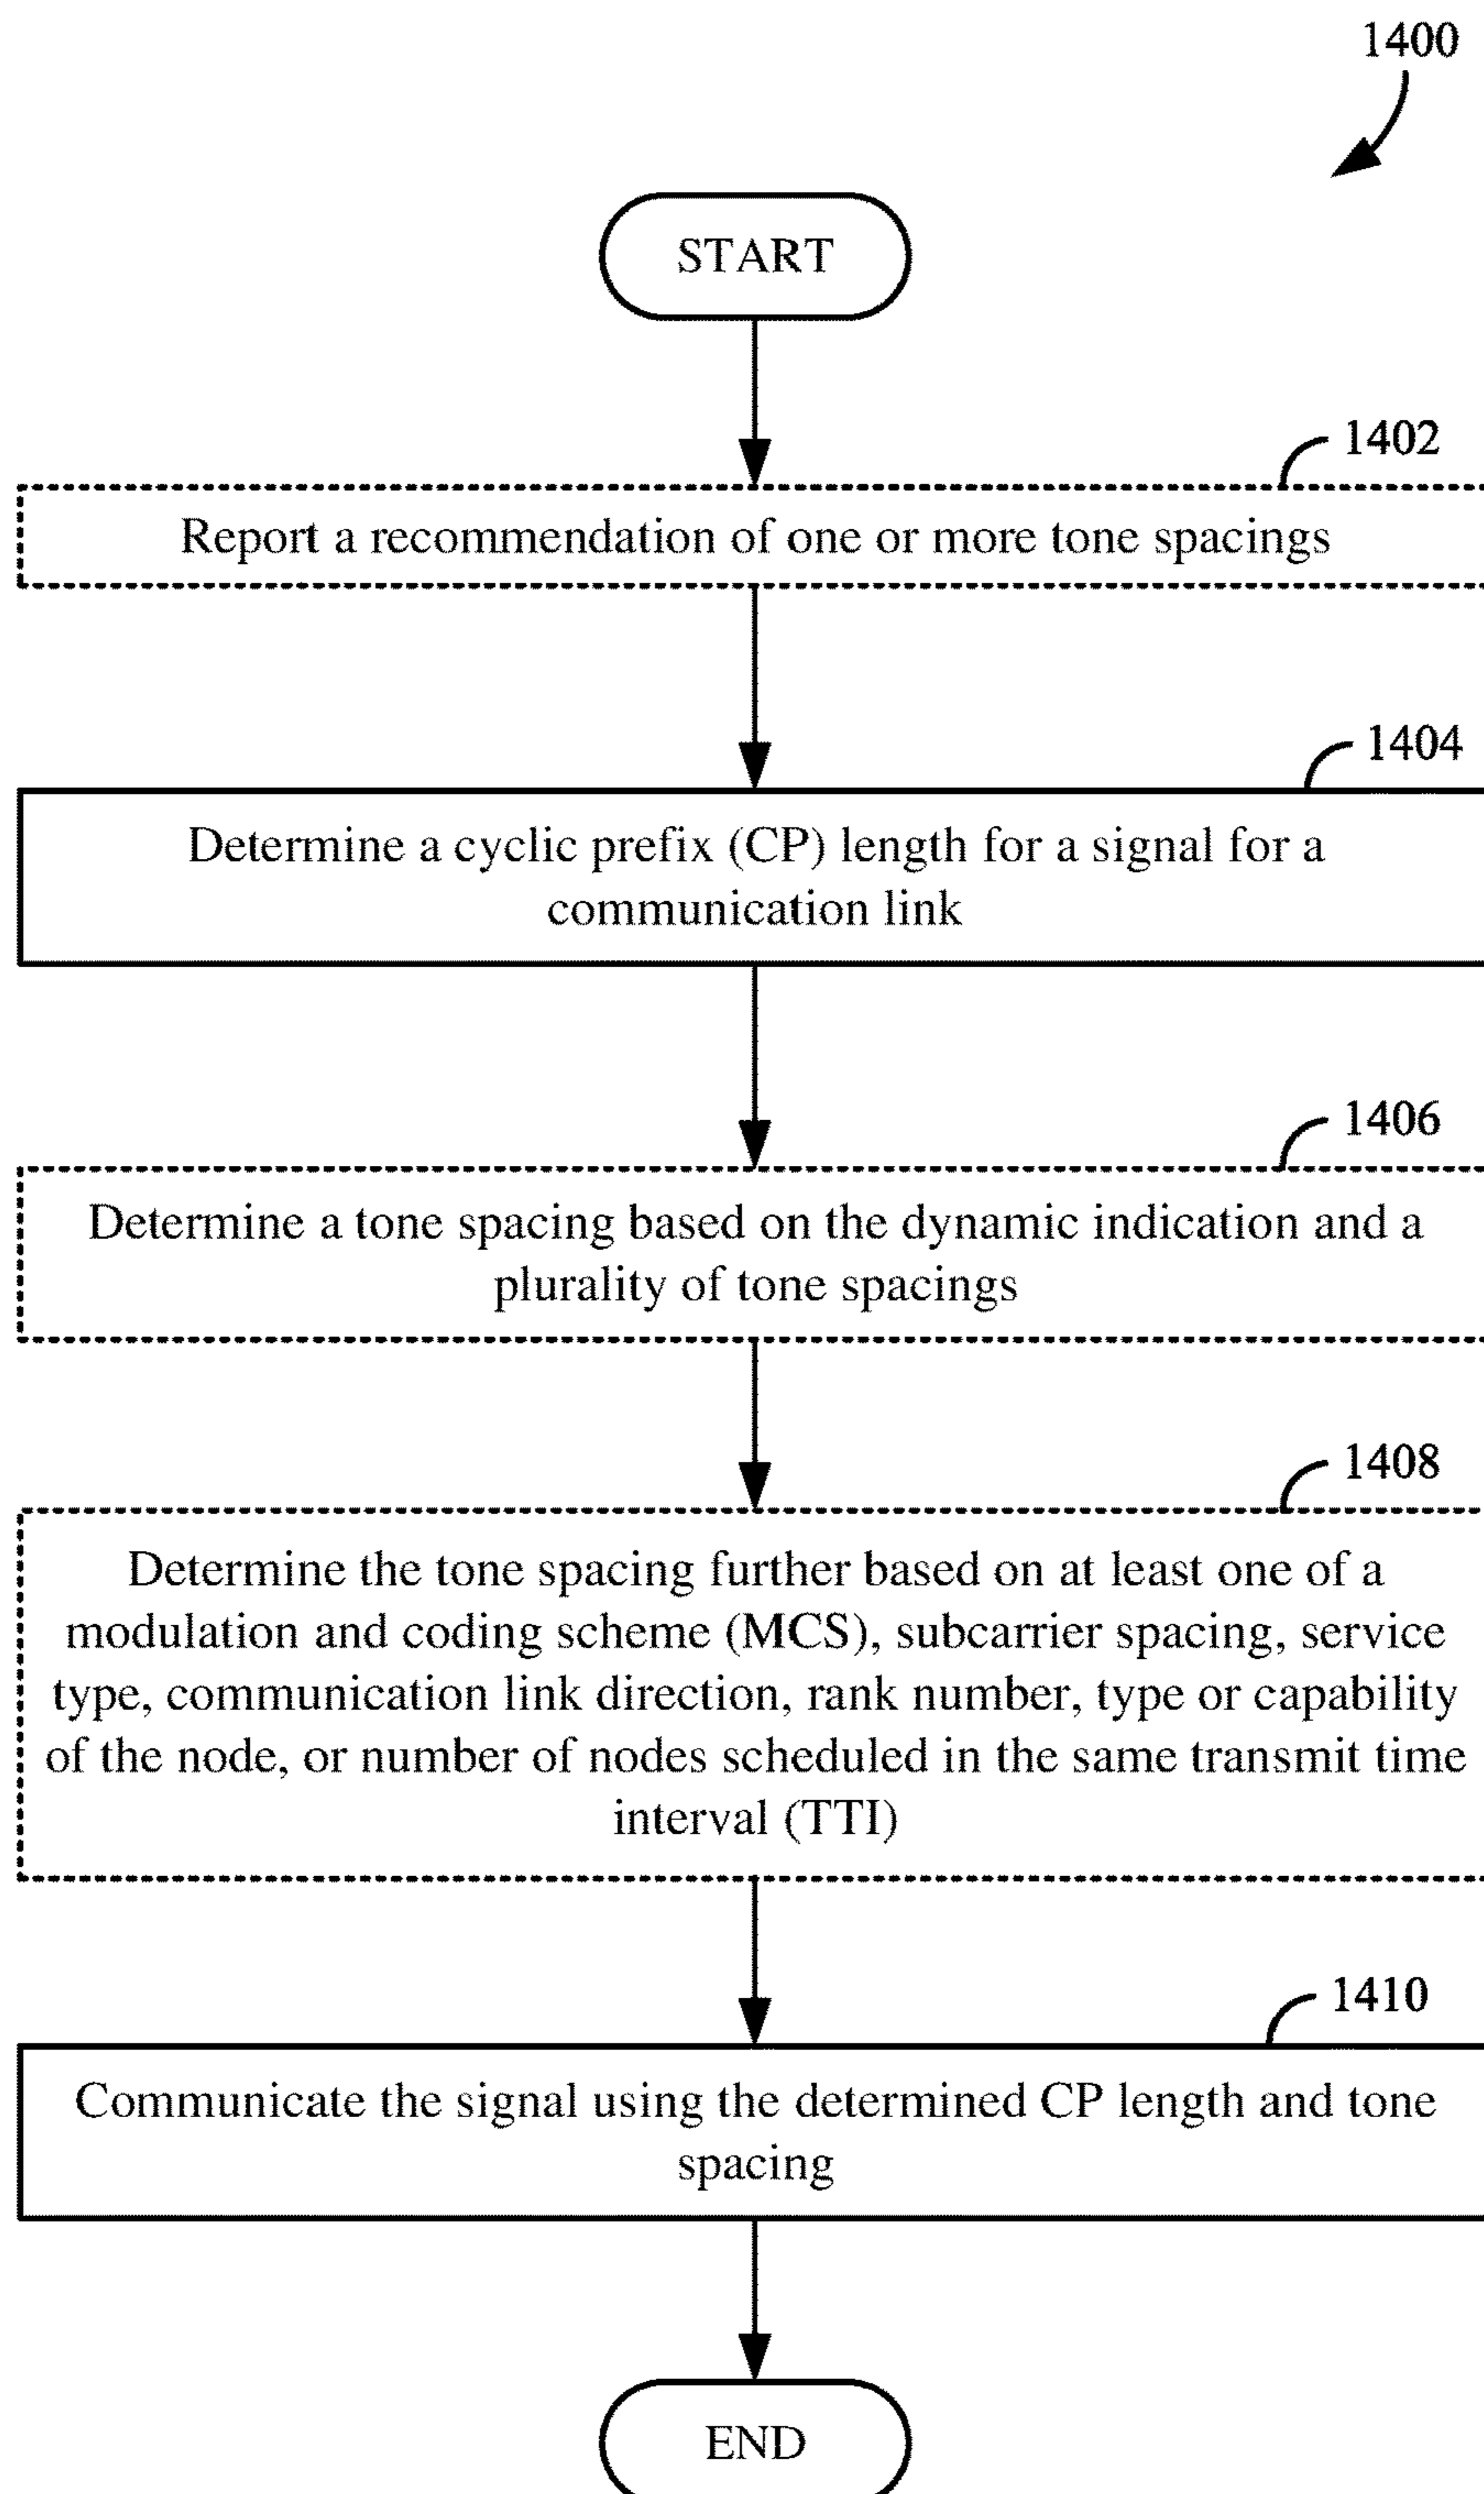 1400
START
1402
Report a recommendation of one or more tone spacings
1404
Determine a cyclic prefix (CP) length for a signal for a
communication link
1406
Determine a tone spacing based on the dynamic indication and a
plurality of tone spacings
1408
Determine the tone spacing further based on at least one of a
modulation and coding scheme (MCS), subcarrier spacing, service
type, communication link direction, rank number, type or capability
of the node, or number of nodes scheduled in the same transmit time
interval (TTI)
1410
Communicate the signal using the determined CP length and tone
spacing
END